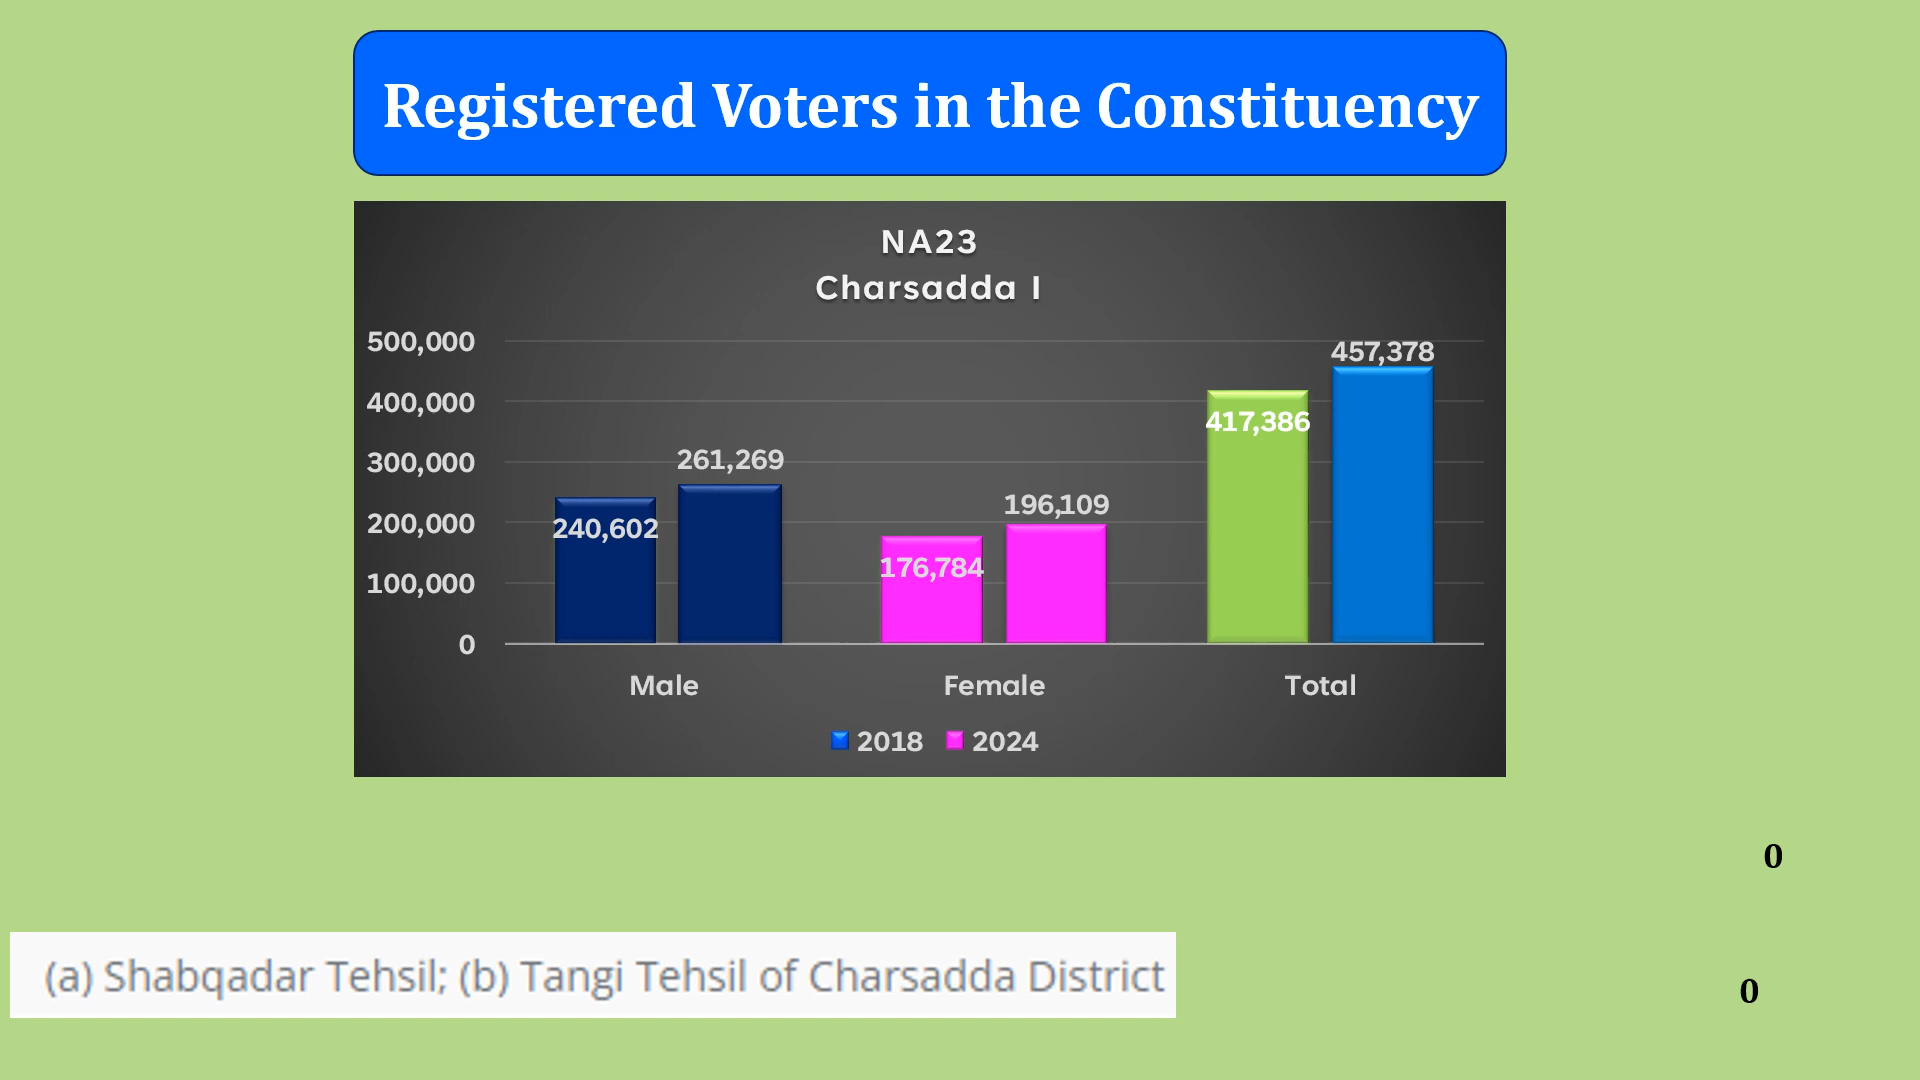 Registered Voters in the Constituency
NA23
Charsadda I
500,000
400,000
300,000
200,000
100,000
0
240,602
261,269
176,784
196,109
417,386
457,378
Male
Female
Total
2018
2024
0
(a) Shabqadar Tehsil; (b) Tangi Tehsil of Charsadda District
0